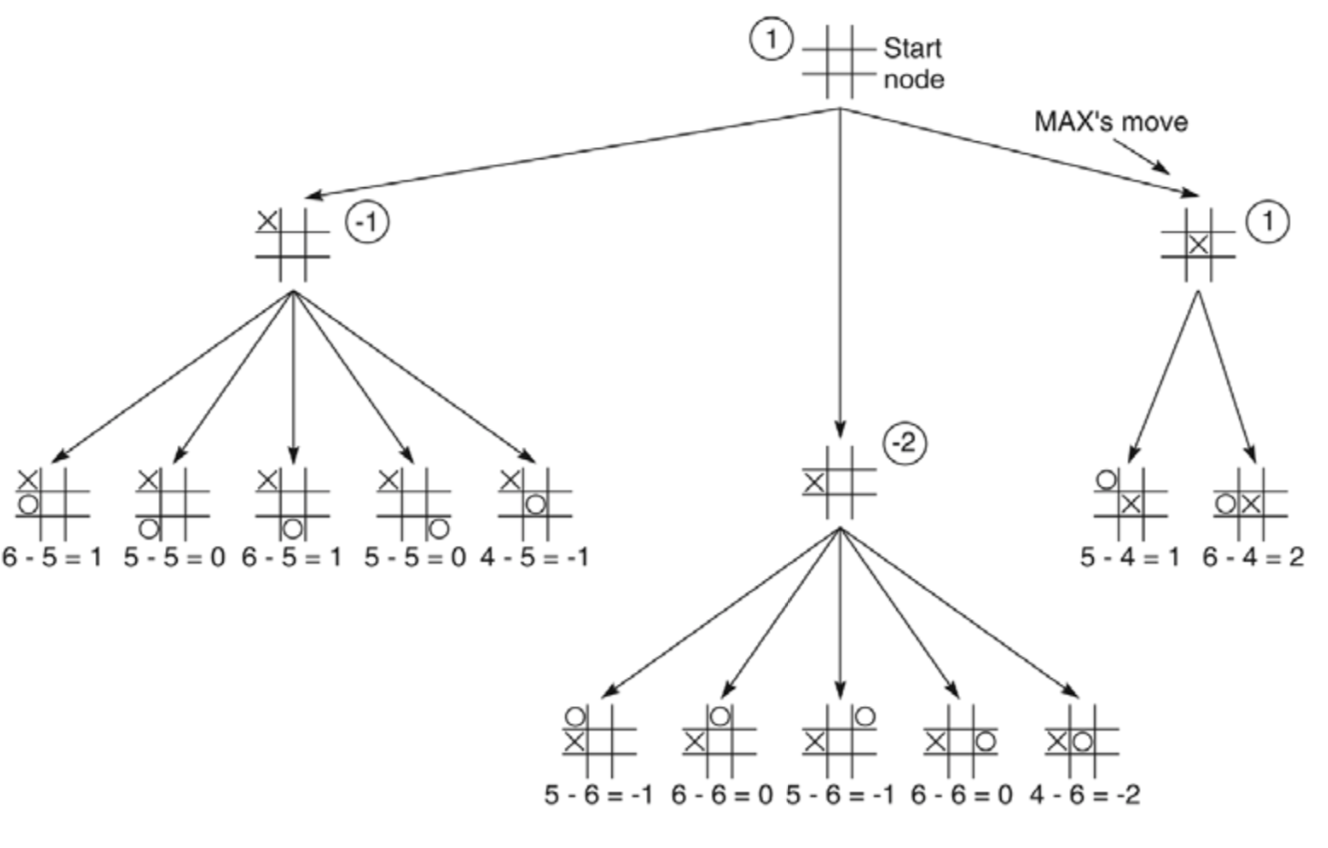 1
Start
node
MAX's move
-1
1
-2
6 - 5 = 1
5 - 5 = 0
6 - 5 = 1
5 - 5 = 0
4 - 5 = -1
5 - 4 = 1
6 - 4 = 2
5 - 6 = -1
6 - 6 = 0
5 - 6 = -1
6 - 6 = 0
4 - 6 = -2